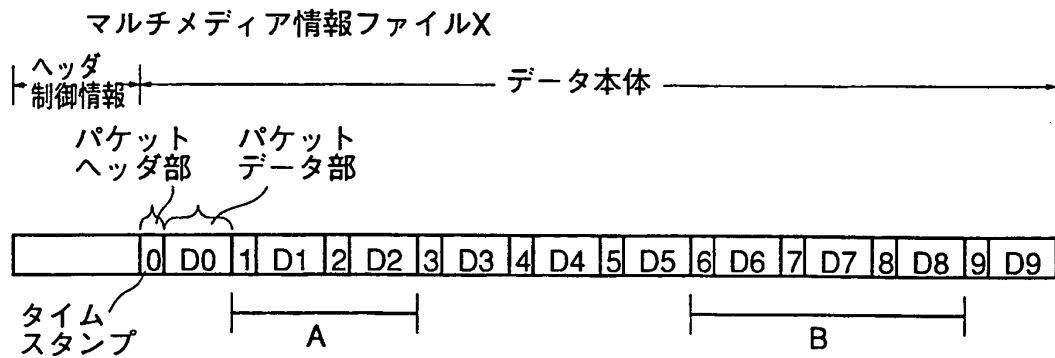 マルチメディア情報ファイルX
ヘッダ
制御情報
データ本体
パケット
ヘッダ部
パケット
データ部
0 D0 1 D1 2 D2 3 D3 4 D4 5 D5 6 D6 7 D7 8 D8 9 D9
タイム
スタンプ
A
B